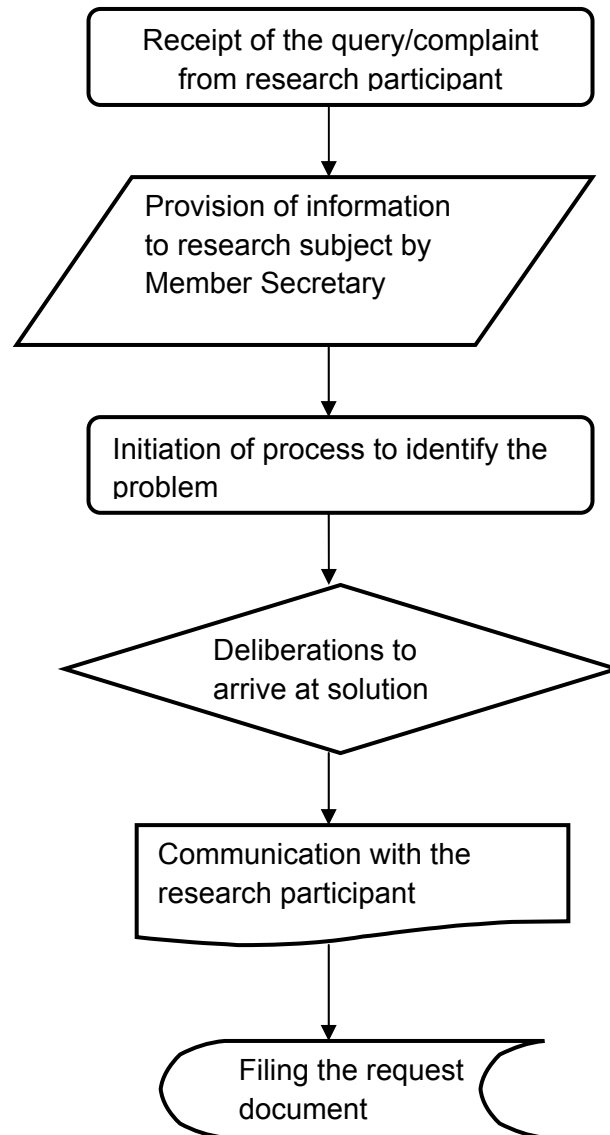 Receipt of the query/complaint
from research participant
Provision of information
to research subject by
Member Secretary
Initiation of process to identify the
problem
Deliberations to
arrive at solution
Communication with the
research participant
Filing the request
document